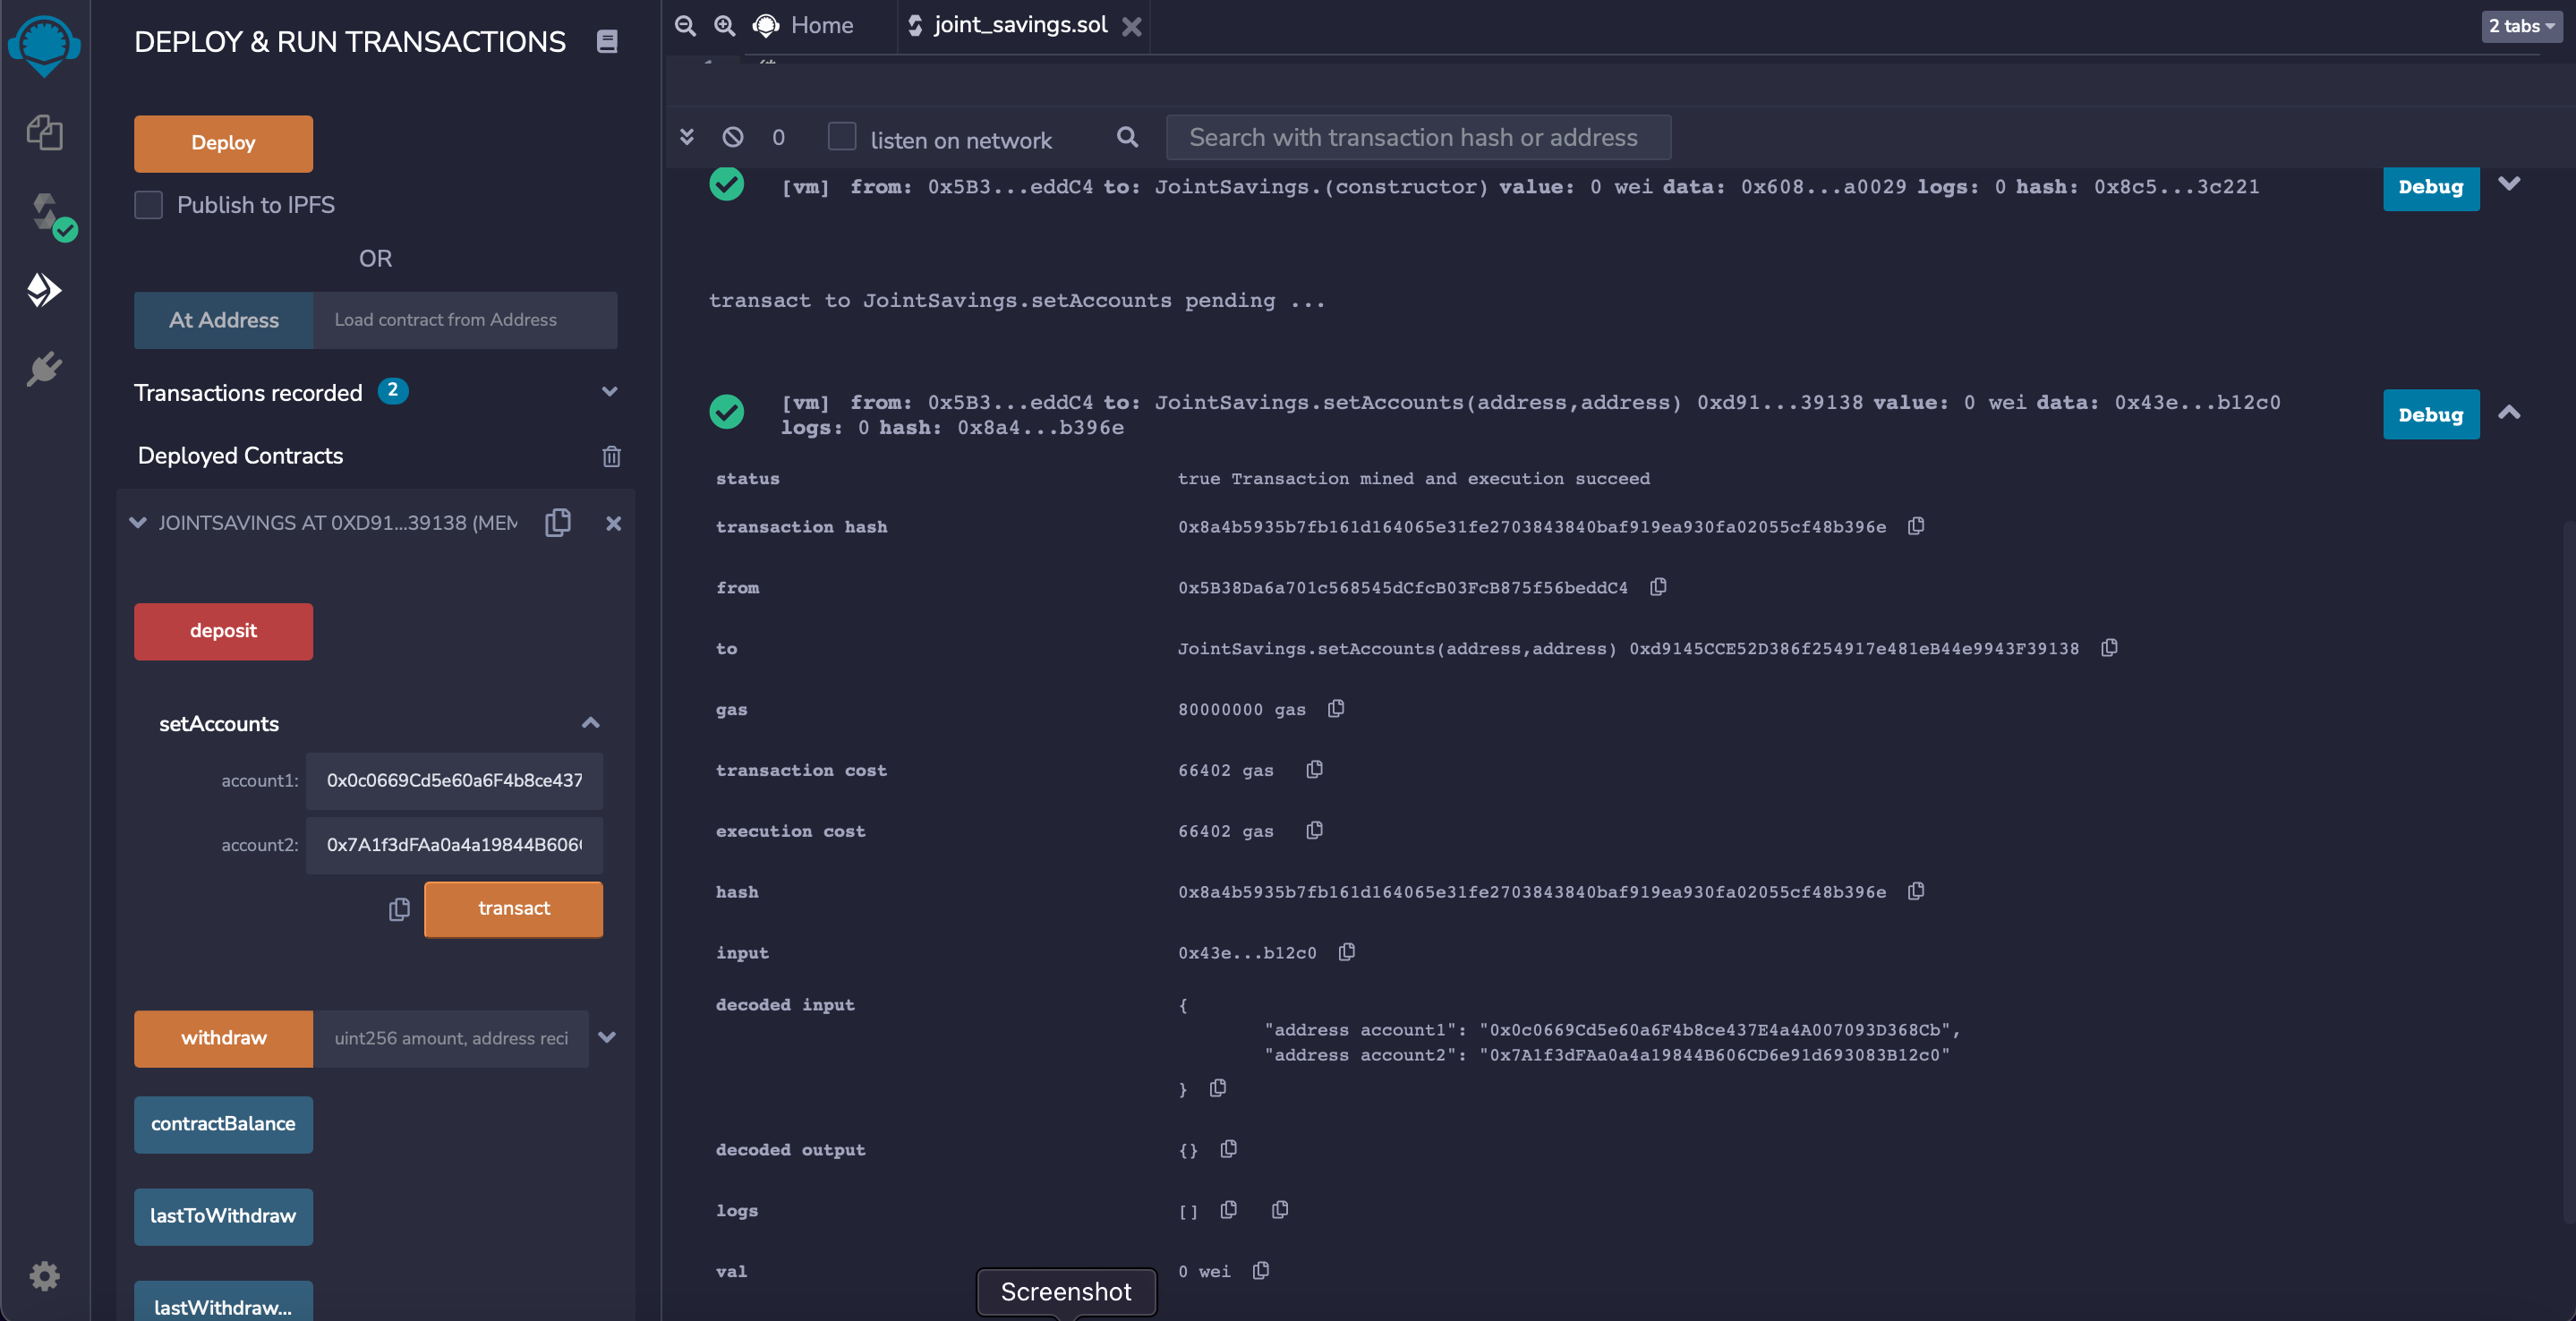 DEPLOY & RUN TRANSACTIONS
Deploy
Publish to IPFS
OR
At Address Load contract from Address
Transactions recorded 2
Deployed Contracts
JOINTSAVINGS AT 0XD91...39138 (MEM
deposit
setAccounts
account1: 0x0c0669Cd5e60a6F4b8ce437
account2: 0x7A1f3dFAa0a4a19844B606
transact
withdraw uint256 amount, address reci
contractBalance
lastToWithdraw
lastWithdraw...
Home joint_savings.sol 2 tabs
0 listen on network Search with transaction hash or address
[vm] from: 0x5B3...eddC4 to: JointSavings.(constructor) value: 0 wei data: 0x608...a0029 logs: 0 hash: 0x8c5...3c221 Debug
transact to JointSavings.setAccounts pending ...
[vm] from: 0x5B3...eddC4 to: JointSavings.setAccounts(address,address) 0xd91...39138 value: 0 wei data: 0x43e...b12c0 Debug
logs: 0 hash: 0x8a4...b396e
status true Transaction mined and execution succeed
transaction hash 0x8a4b5935b7fb161d164065e31fe2703843840baf919ea930fa02055cf48b396e
from 0x5B38Da6a701c568545dCfcB03FcB875f56beddC4
to JointSavings.setAccounts(address,address) 0xd9145CCE52D386f254917e481eB44e9943F39138
gas 80000000 gas
transaction cost 66402 gas
execution cost 66402 gas
hash 0x8a4b5935b7fb161d164065e31fe2703843840baf919ea930fa02055cf48b396e
input 0x43e...b12c0
decoded input {
"address account1": "0x0c0669Cd5e60a6F4b8ce437E4a4A007093D368Cb",
"address account2": "0x7A1f3dFAa0a4a19844B606CD6e91d693083B12c0"
}
decoded output {}
logs []
val 0 wei
Screenshot